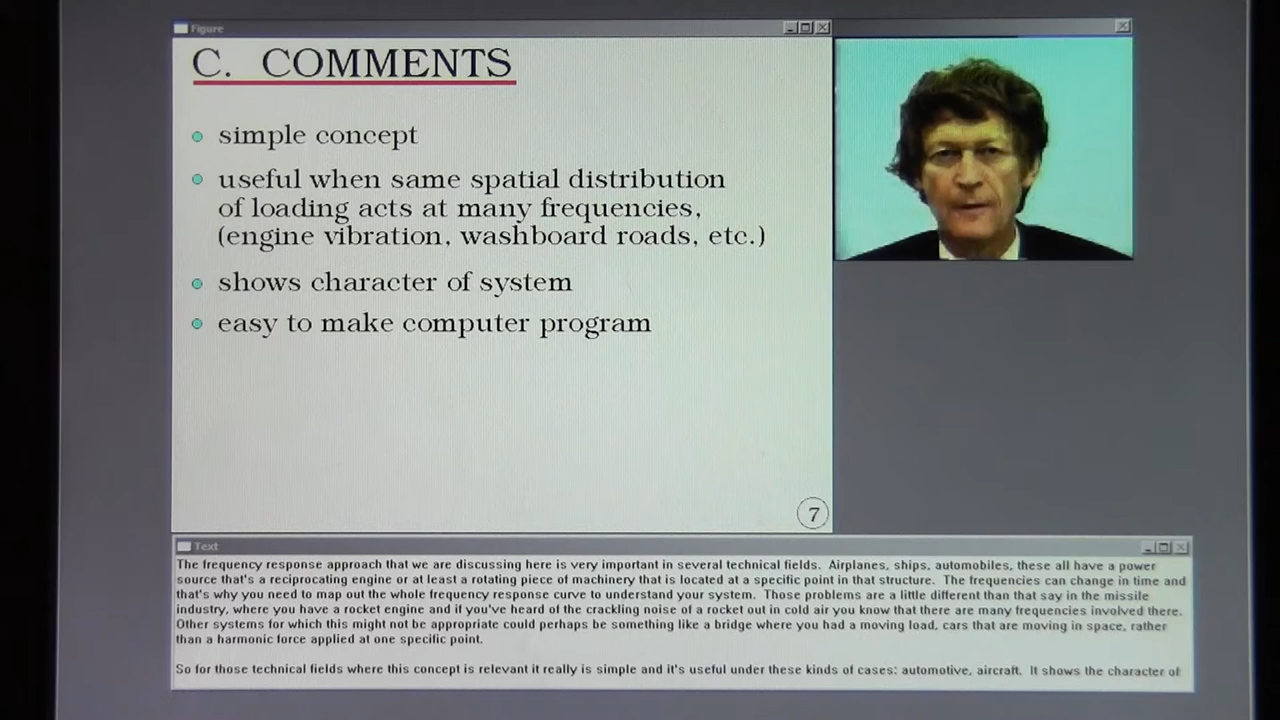 Figure
C. COMMENTS
simple concept
useful when same spatial distribution
of loading acts at many frequencies,
(engine vibration, washboard roads, etc.)
shows character of system
easy to make computer program
7
Text
The frequency response approach that we are discussing here is very important in several technical fields. Airplanes, ships, automobiles, these all have a power
source that's a reciprocating engine or at least a rotating piece of machinery that is located at a specific point in that structure. The frequencies can change in time and
that's why you need to map out the whole frequency response curve to understand your system. Those problems are a little different than that say in the missile
industry, where you have a rocket engine and if you've heard of the crackling noise of a rocket out in cold air you know that there are many frequencies involved there.
Other systems for which this might not be appropriate could perhaps be something like a bridge where you had a moving load, cars that are moving in space, rather
than a harmonic force applied at one specific point.
So for those technical fields where this concept is relevant it really is simple and it's useful under these kinds of cases: automotive, aircraft. It shows the character of